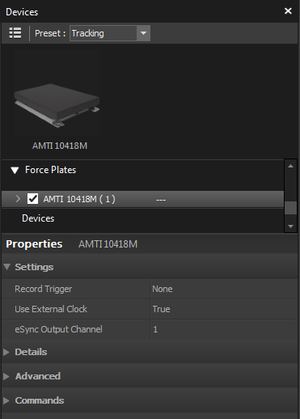 Devices
Preset : Tracking
AMTI 10418M
Force Plates
AMTI 10418M ( 1 ) ---
Devices
Properties AMTI 10418M
Settings
Record Trigger None
Use External Clock True
eSync Output Channel 1
Details
Advanced
Commands